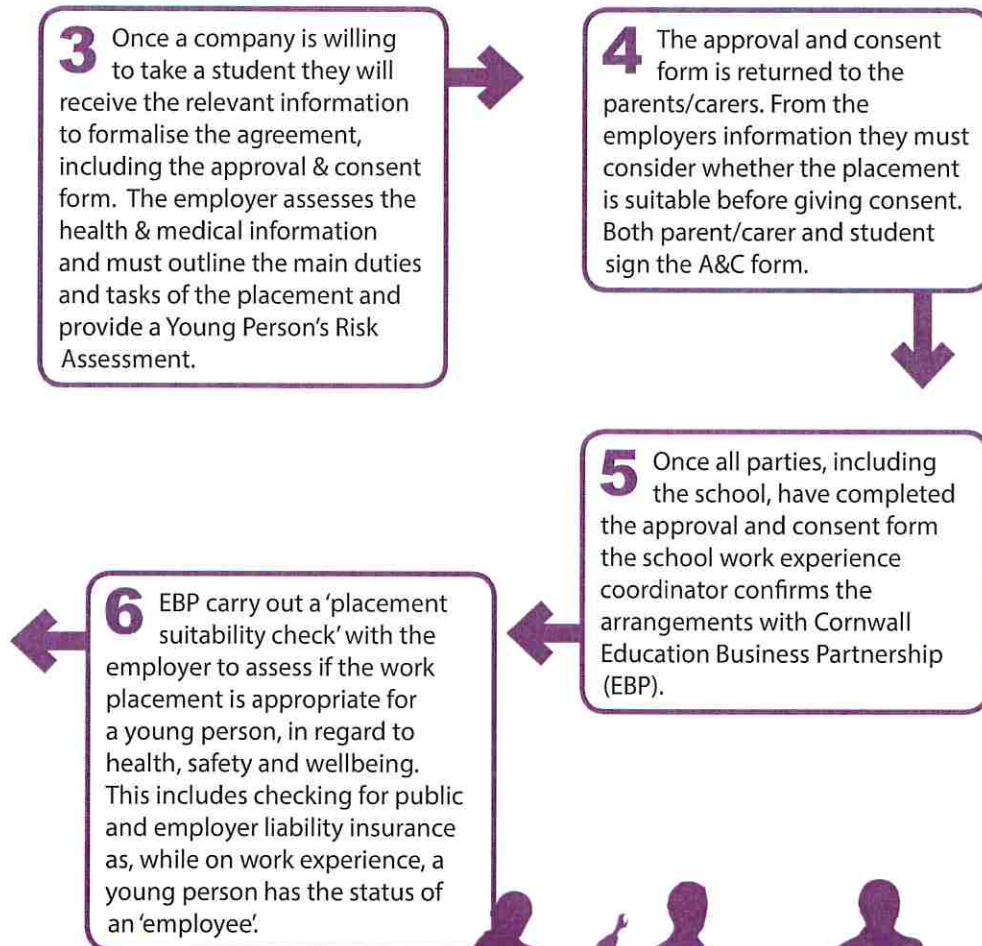 3 Once a company is willing
to take a student they will
receive the relevant information
to formalise the agreement,
including the approval & consent
form. The employer assesses the
health & medical information
and must outline the main duties
and tasks of the placement and
provide a Young Person's Risk
Assessment.
4 The approval and consent
form is returned to the
parents/carers. From the
employers information they must
consider whether the placement
is suitable before giving consent.
Both parent/carer and student
sign the A&C form.
5 Once all parties, including
the school, have completed
the approval and consent form
the school work experience
coordinator confirms the
arrangements with Cornwall
Education Business Partnership
(EBP).
6 EBP carry out a 'placement
suitability check' with the
employer to assess if the work
placement is appropriate for
a young person, in regard to
health, safety and wellbeing.
This includes checking for public
and employer liability insurance
as, while on work experience, a
young person has the status of
an 'employee'.